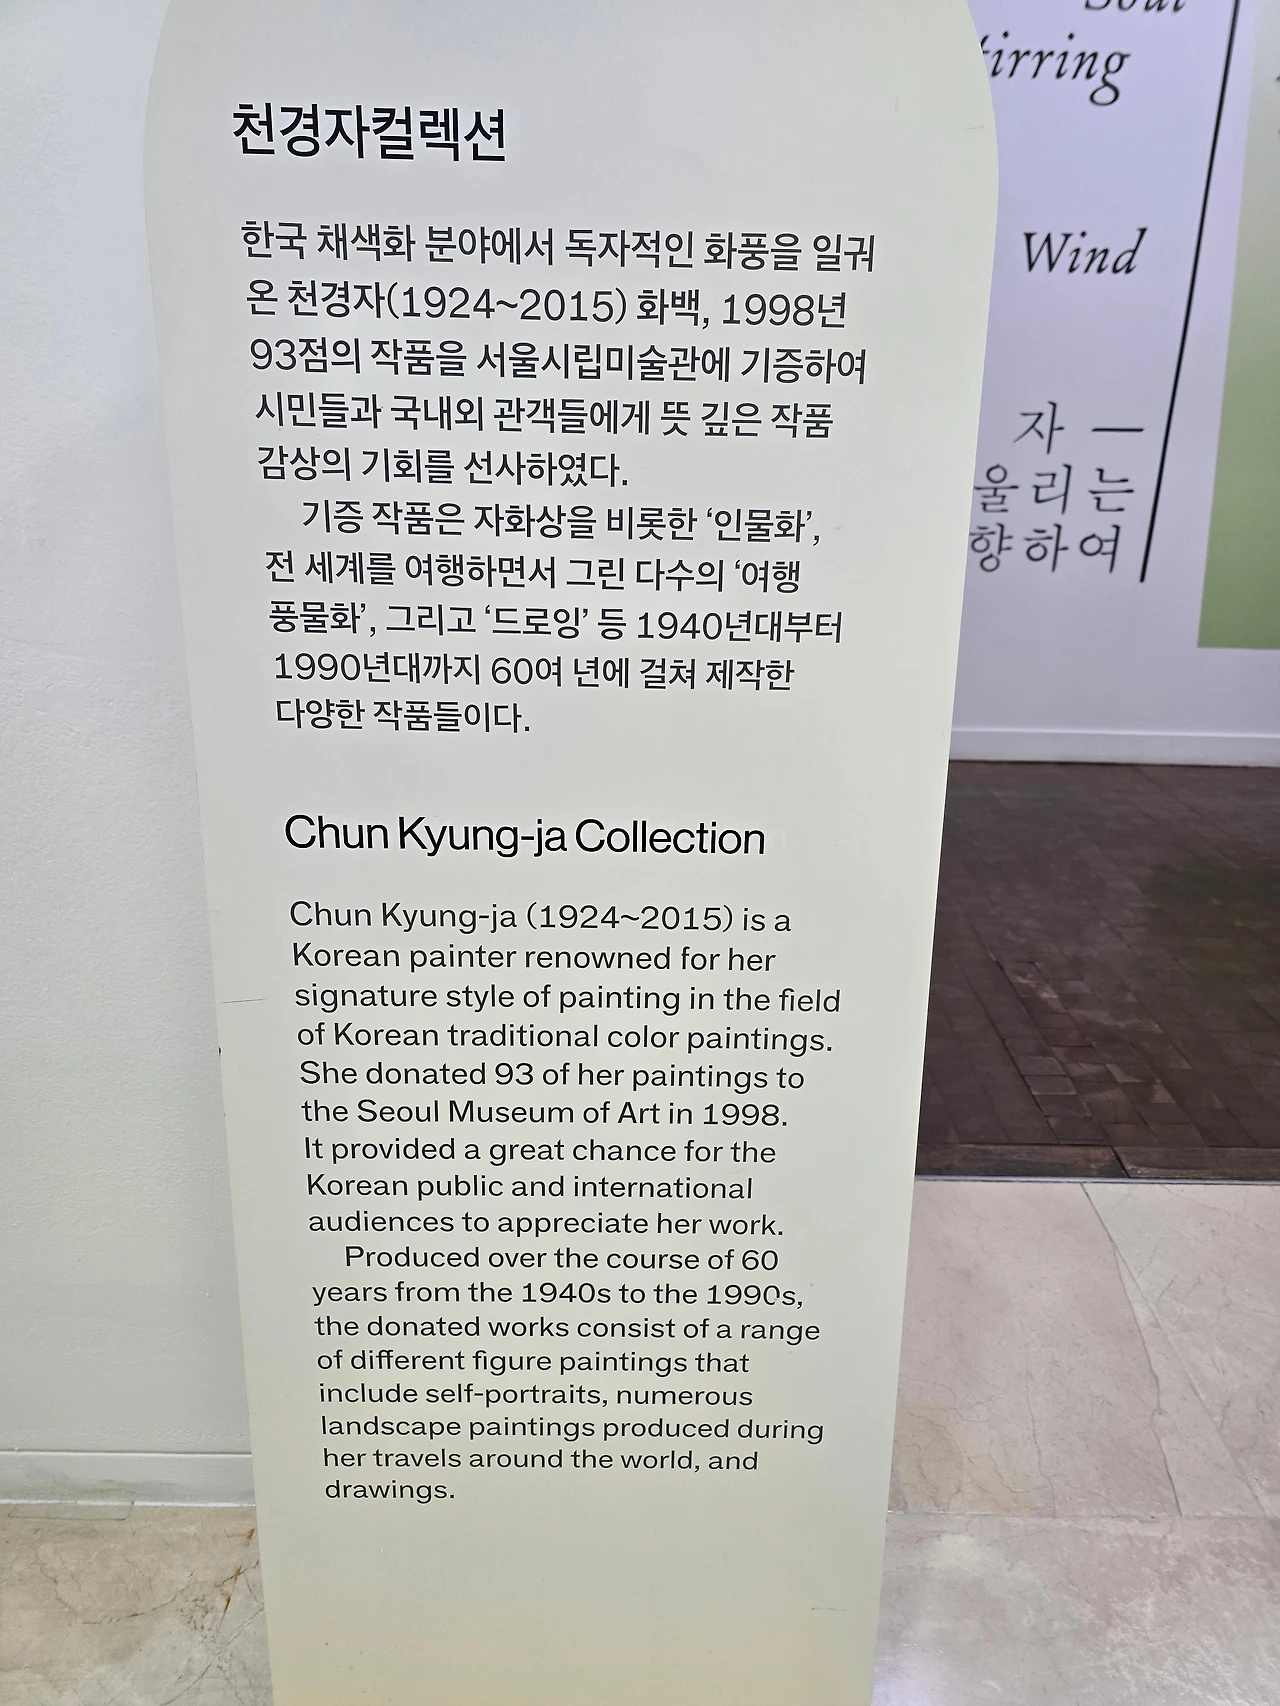 천경자컬렉션
한국 채색화 분야에서 독자적인 화풍을 일궈
온 천경자(1924~2015) 화백, 1998년
93점의 작품을 서울시립미술관에 기증하여
시민들과 국내외 관객들에게 뜻 깊은 작품
감상의 기회를 선사하였다.
기증 작품은 자화상을 비롯한 ‘인물화’,
전 세계를 여행하면서 그린 다수의 ‘여행
풍물화’, 그리고 ‘드로잉’ 등 1940년대부터
1990년대까지 60여 년에 걸쳐 제작한
다양한 작품들이다.
Chun Kyung-ja Collection
Chun Kyung-ja (1924~2015) is a
Korean painter renowned for her
signature style of painting in the field
of Korean traditional color paintings.
She donated 93 of her paintings to
the Seoul Museum of Art in 1998.
It provided a great chance for the
Korean public and international
audiences to appreciate her work.
Produced over the course of 60
years from the 1940s to the 1990s,
the donated works consist of a range
of different figure paintings that
include self-portraits, numerous
landscape paintings produced during
her travels around the world, and
drawings.
Wind
자 —
울리는
향하여